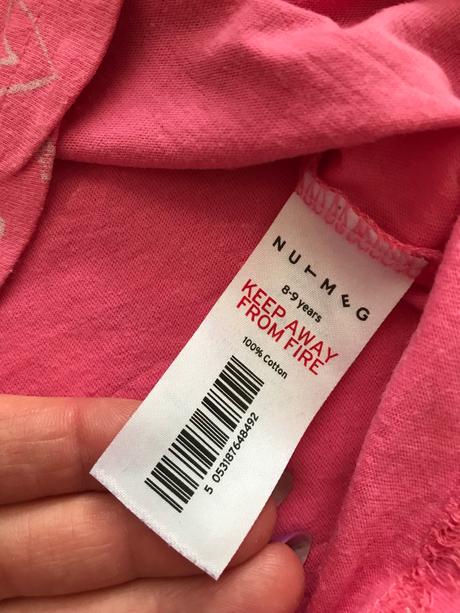 NUTMEG
8-9 years
KEEP AWAY
FROM FIRE
100% Cotton
5 053187648492